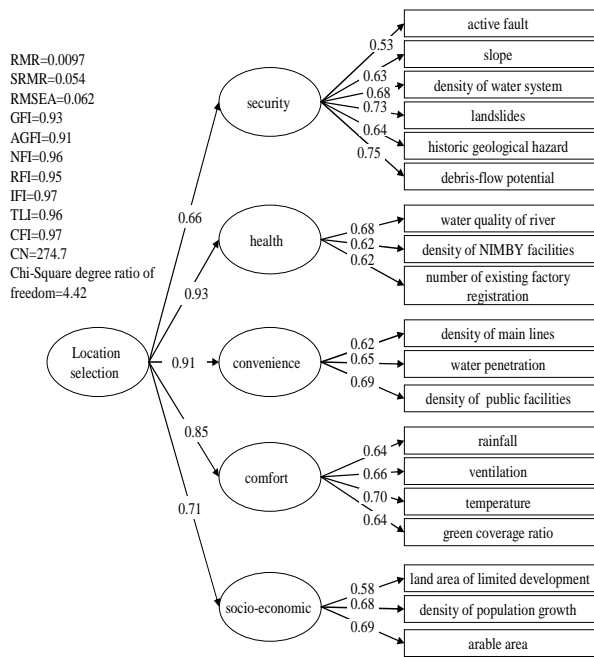 RMR=0.0097
SRMR=0.054
RMSEA=0.062
GFI=0.93
AGFI=0.91
NFI=0.96
RFI=0.95
IFI=0.97
TLI=0.96
CFI=0.97
CN=274.7
Chi-Square degree ratio of
freedom=4.42
Location
selection
0.66
0.93
0.91
0.85
0.71
security
0.53
0.63
0.68
0.73
0.64
0.75
active fault
slope
density of water system
landslides
historic geological hazard
debris-flow potential
health
0.68
0.62
0.62
water quality of river
density of NIMBY facilities
number of existing factory
registration
convenience
0.62
0.65
0.69
density of main lines
water penetration
density of public facilities
comfort
0.64
0.66
0.70
0.64
rainfall
ventilation
temperature
green coverage ratio
socio-economic
0.58
0.68
0.69
land area of limited development
density of population growth
arable area